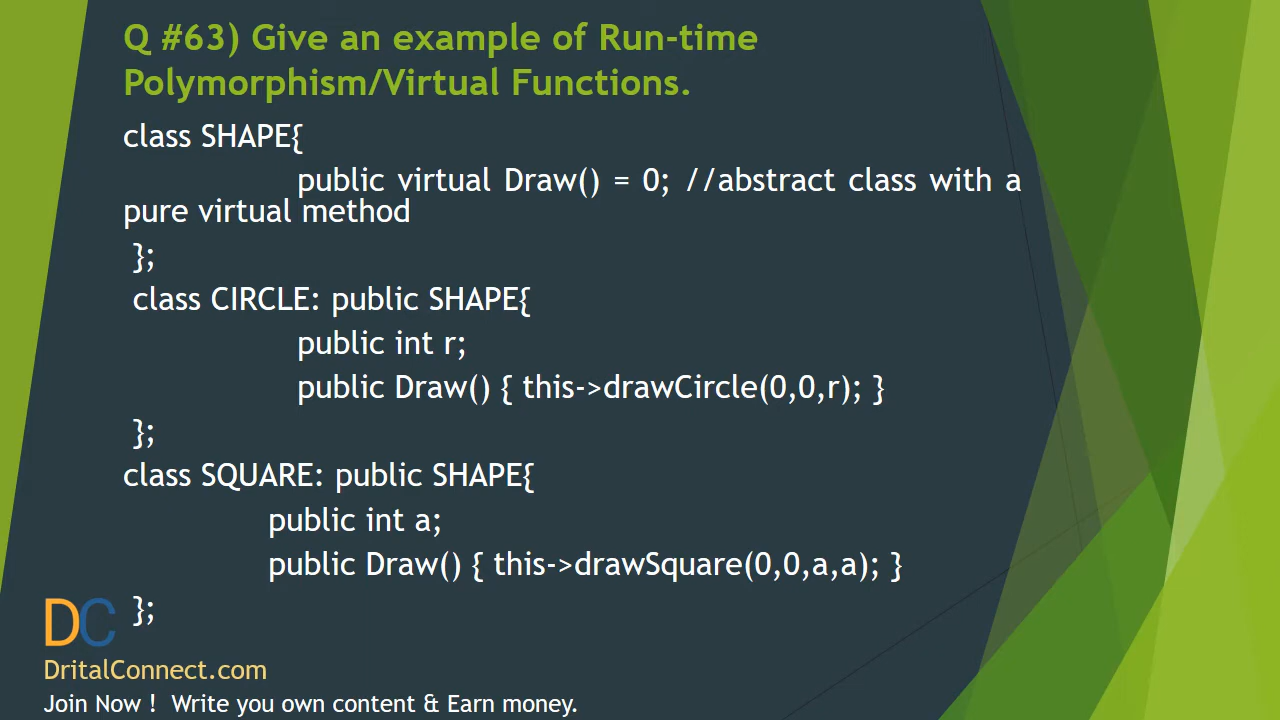 Q #63) Give an example of Run-time
Polymorphism/Virtual Functions.
class SHAPE{
public virtual Draw() = 0; //abstract class with a
pure virtual method
};
class CIRCLE: public SHAPE{
public int r;
public Draw() { this->drawCircle(0,0,r); }
};
class SQUARE: public SHAPE{
public int a;
public Draw() { this->drawSquare(0,0,a,a); }
};
DC
DritalConnect.com
Join Now ! Write you own content & Earn money.